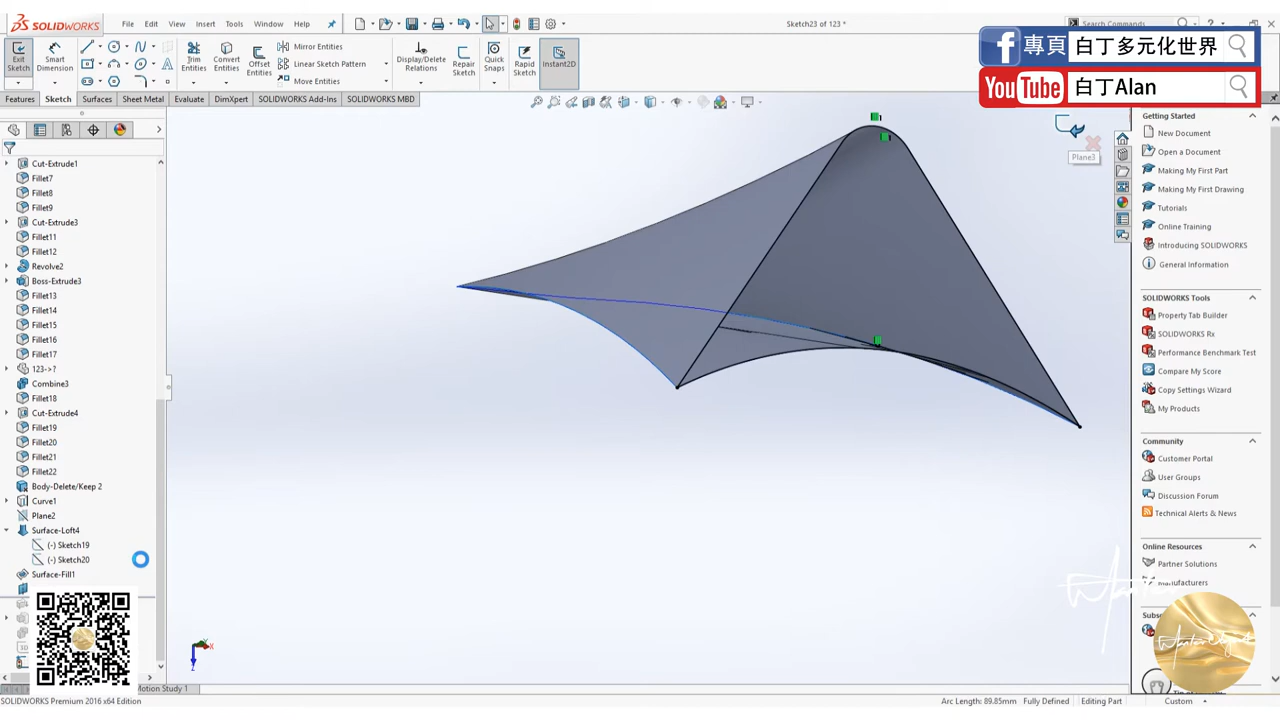 SOLIDWORKS
File
Edit
View
Insert
Tools
Window
Help
Sketch23 of 123 *
Search Commands
專頁
白丁多元化世界
YouTube
白丁Alan
Exit
Sketch
Smart
Dimension
Trim
Entities
Convert
Entities
Offset
Entities
Mirror Entities
Linear Sketch Pattern
Move Entities
Display/Delete
Relations
Repair
Sketch
Quick
Snaps
Rapid
Sketch
Instant2D
Features
Sketch
Surfaces
Sheet Metal
Evaluate
DimXpert
SOLIDWORKS Add-Ins
SOLIDWORKS MBD
Cut-Extrude1
Fillet7
Fillet8
Fillet9
Cut-Extrude3
Fillet11
Fillet12
Revolve2
Boss-Extrude3
Fillet13
Fillet14
Fillet15
Fillet16
Fillet17
123->?
Combine3
Fillet18
Cut-Extrude4
Fillet19
Fillet20
Fillet21
Fillet22
Body-Delete/Keep 2
Curve1
Plane2
Surface-Loft4
(-) Sketch19
(-) Sketch20
Surface-Fill1
Plane3
Getting Started
New Document
Open a Document
Making My First Part
Making My First Drawing
Tutorials
Online Training
Introducing SOLIDWORKS
General Information
SOLIDWORKS Tools
Property Tab Builder
SOLIDWORKS Rx
Performance Benchmark Test
Compare My Score
Copy Settings Wizard
My Products
Community
Customer Portal
User Groups
Discussion Forum
Technical Alerts & News
Online Resources
Partner Solutions
Manufacturers
Motion Study 1
SOLIDWORKS Premium 2016 x64 Edition
Arc Length: 89.85mm
Fully Defined
Editing Part
Custom